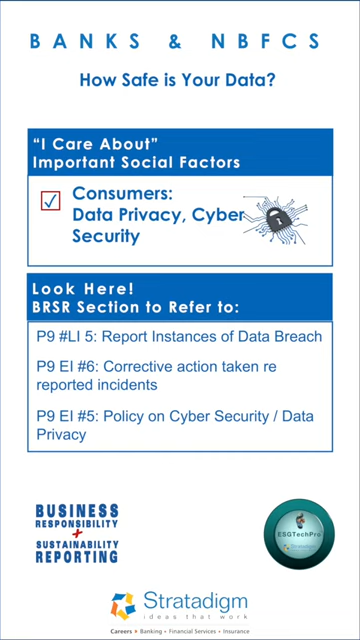 BANKS & NBFCS
How Safe is Your Data?
“I Care About”
Important Social Factors
Consumers:
Data Privacy, Cyber
Security
Look Here!
BRSR Section to Refer to:
P9 #LI 5: Report Instances of Data Breach
P9 EI #6: Corrective action taken re
reported incidents
P9 EI #5: Policy on Cyber Security / Data
Privacy
BUSINESS
RESPONSIBILITY
+
SUSTAINABILITY
REPORTING
ESGTechPro
Stratadigm
Stratadigm
ideas that work
Careers • Banking • Financial Services • Insurance